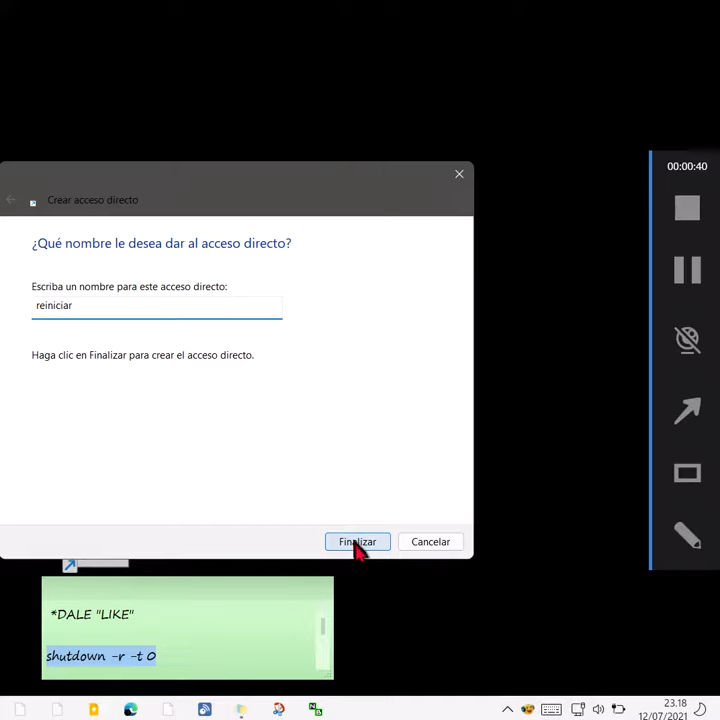 00:00:40
Crear acceso directo
¿Qué nombre le desea dar al acceso directo?
Escriba un nombre para este acceso directo:
reiniciar
Haga clic en Finalizar para crear el acceso directo.
Finalizar
Cancelar
*DALE "LIKE"
shutdown -r -t 0
23.18
12/07/2021